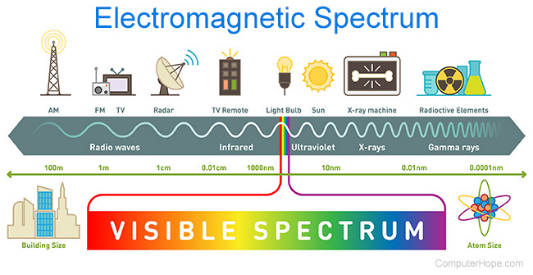 Electromagnetic Spectrum
AM FM TV Radar TV Remote Light Bulb Sun X-ray machine Radioctive Elements
Radio waves Infrared Ultraviolet X-rays Gamma rays
100m 1m 1cm 0.01cm 1000nm 10nm 0.01nm 0.0001nm
VISIBLE SPECTRUM
Building Size Atom Size
ComputerHope.com